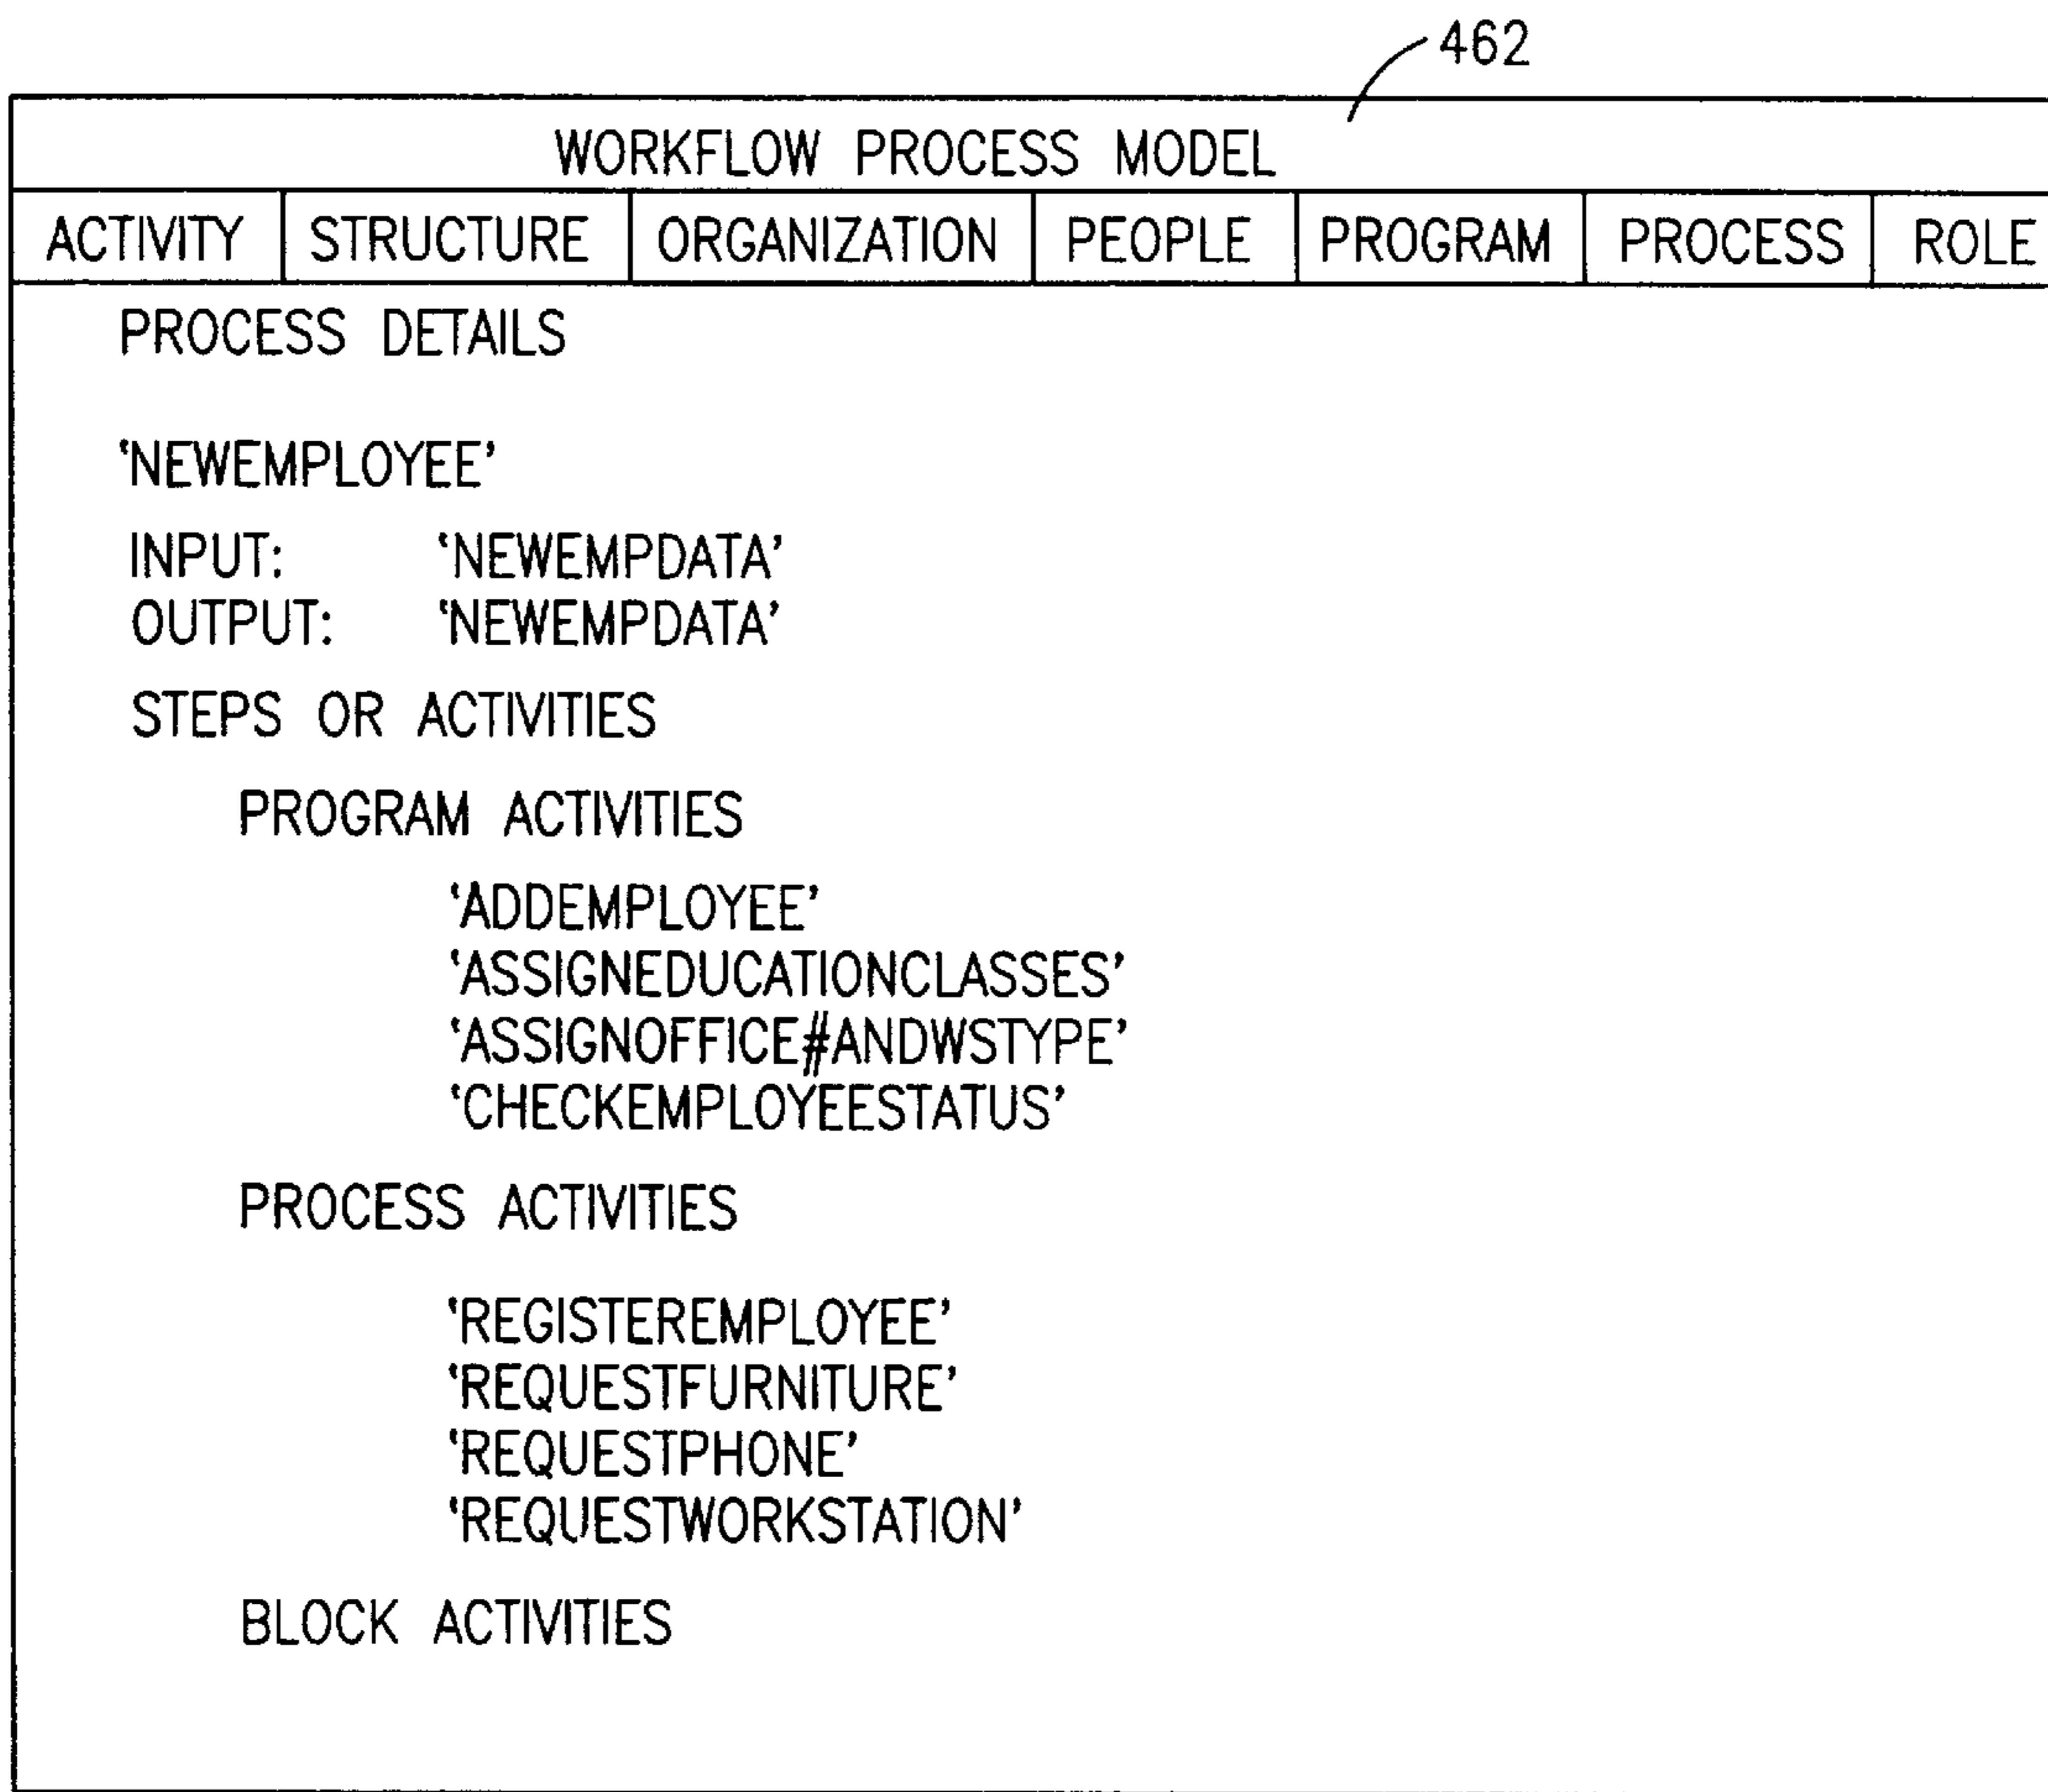 462
WORKFLOW PROCESS MODEL
ACTIVITY STRUCTURE ORGANIZATION PEOPLE PROGRAM PROCESS ROLE
PROCESS DETAILS
‘NEWEMPLOYEE’
INPUT: ‘NEWEMPDATA’
OUTPUT: ‘NEWEMPDATA’
STEPS OR ACTIVITIES
PROGRAM ACTIVITIES
‘ADDEMPLOYEE’
‘ASSIGNEDUCATIONCLASSES’
‘ASSIGNOFFICE#ANDWSTYPE’
‘CHECKEMPLOYEESTATUS’
PROCESS ACTIVITIES
‘REGISTEREMPLOYEE’
‘REQUESTFURNITURE’
‘REQUESTPHONE’
‘REQUESTWORKSTATION’
BLOCK ACTIVITIES